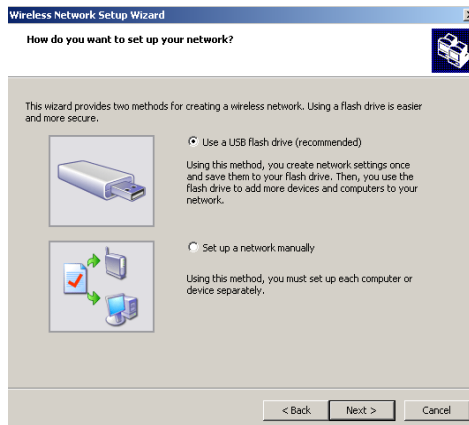 Wireless Network Setup Wizard
How do you want to set up your network?
This wizard provides two methods for creating a wireless network. Using a flash drive is easier
and more secure.
Use a USB flash drive (recommended)
Using this method, you create network settings once
and save them to your flash drive. Then, you use the
flash drive to add more devices and computers to your
network.
Set up a network manually
Using this method, you must set up each computer or
device separately.
< Back Next > Cancel